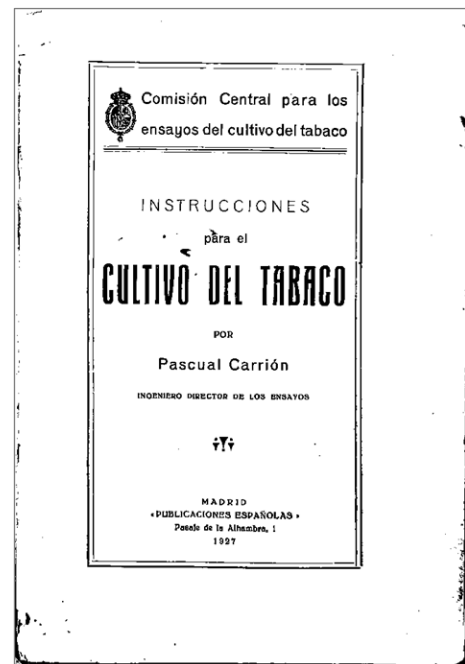 Comisión Central para los
ensayos del cultivo del tabaco
INSTRUCCIONES
para el
CULTIVO DEL TABACO
POR
Pascual Carrión
INGENIERO DIRECTOR DE LOS ENSAYOS
MADRID
«PUBLICACIONES ESPAÑOLAS»
Pasaje de la Alhambra, 1
1927